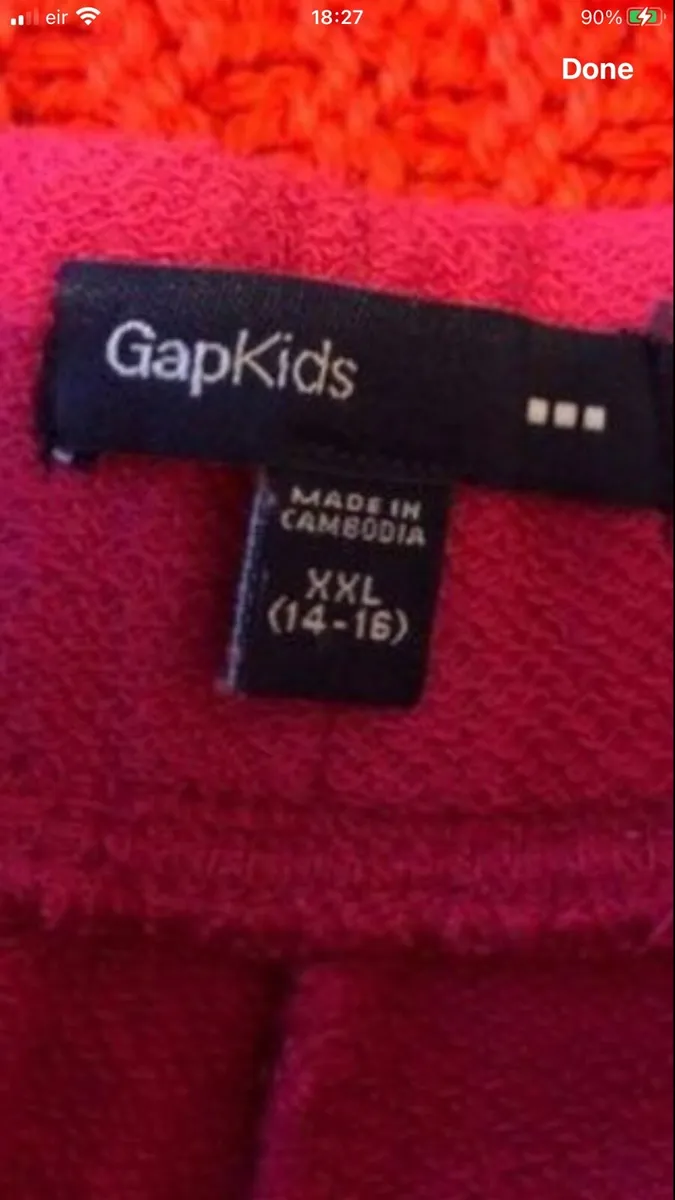 eir 18:27 90%
Done
GapKids
MADE IN
CAMBODIA
XXL
(14-16)